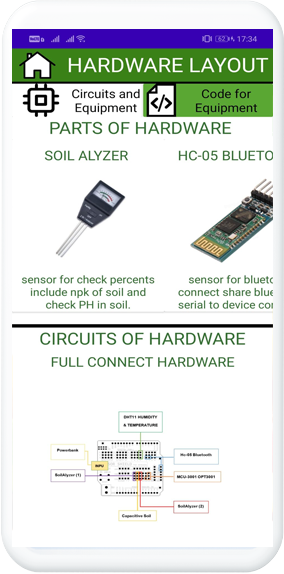 17:34
HARDWARE LAYOUT
Circuits and
Equipment
Code for
Equipment
PARTS OF HARDWARE
SOIL ALYZER
HC-05 BLUETO
sensor for check percents
include npk of soil and
check PH in soil.
sensor for blueto
connect share blue
serial to device con
CIRCUITS OF HARDWARE
FULL CONNECT HARDWARE
DHT11 HUMIDITY
& TEMPERATURE
Powerbank
NPU
Hc-05 Bluetooth
SoilAlyzer (1)
MCU-3001 OPT3001
SoilAlyzer (2)
Capacitive Soil